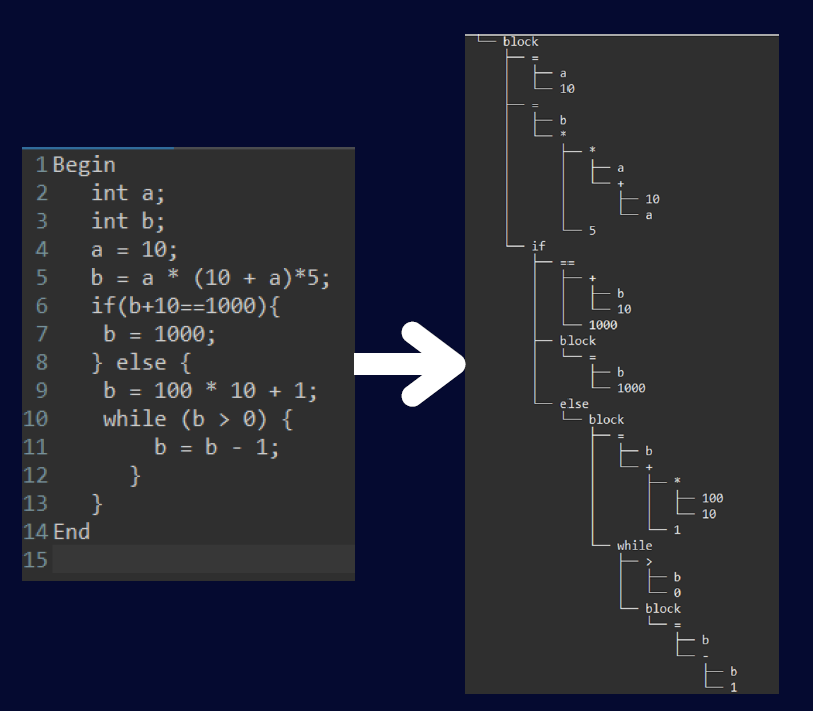 1 Begin
2 int a;
3 int b;
4 a = 10;
5 b = a * (10 + a)*5;
6 if(b+10==1000){
7 b = 1000;
8 } else {
9 b = 100 * 10 + 1;
10 while (b > 0) {
11 b = b - 1;
12 }
13 }
14 End
15
block
=
a
10
=
b
*
*
a
+
10
a
5
if
==
+
b
10
1000
block
=
b
1000
else
block
=
b
+
*
100
10
1
while
>
b
0
block
=
b
-
b
1